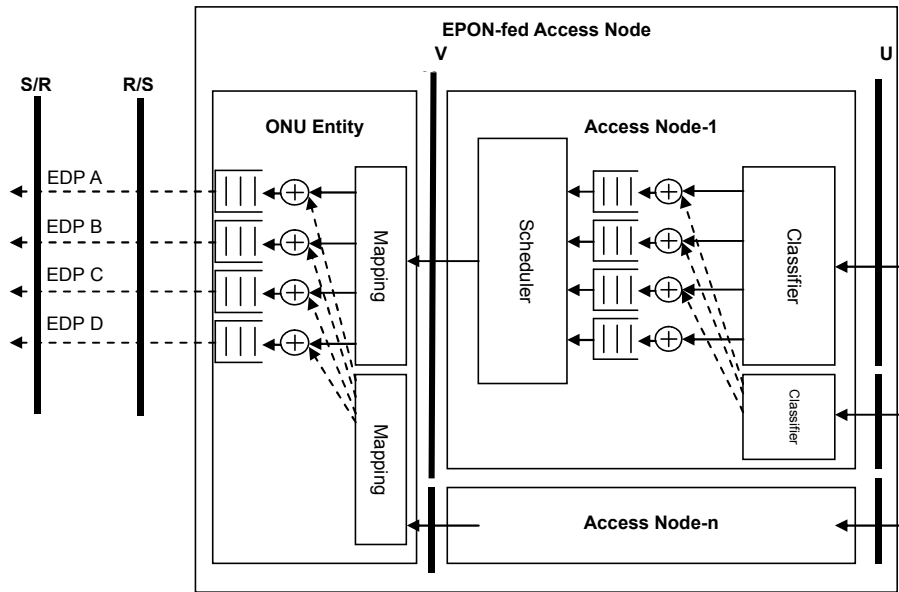 EPON-fed Access Node
V
U
S/R
R/S
ONU Entity
Access Node-1
EDP A
EDP B
EDP C
EDP D
Mapping
Scheduler
Classifier
Mapping
Classifier
Access Node-n